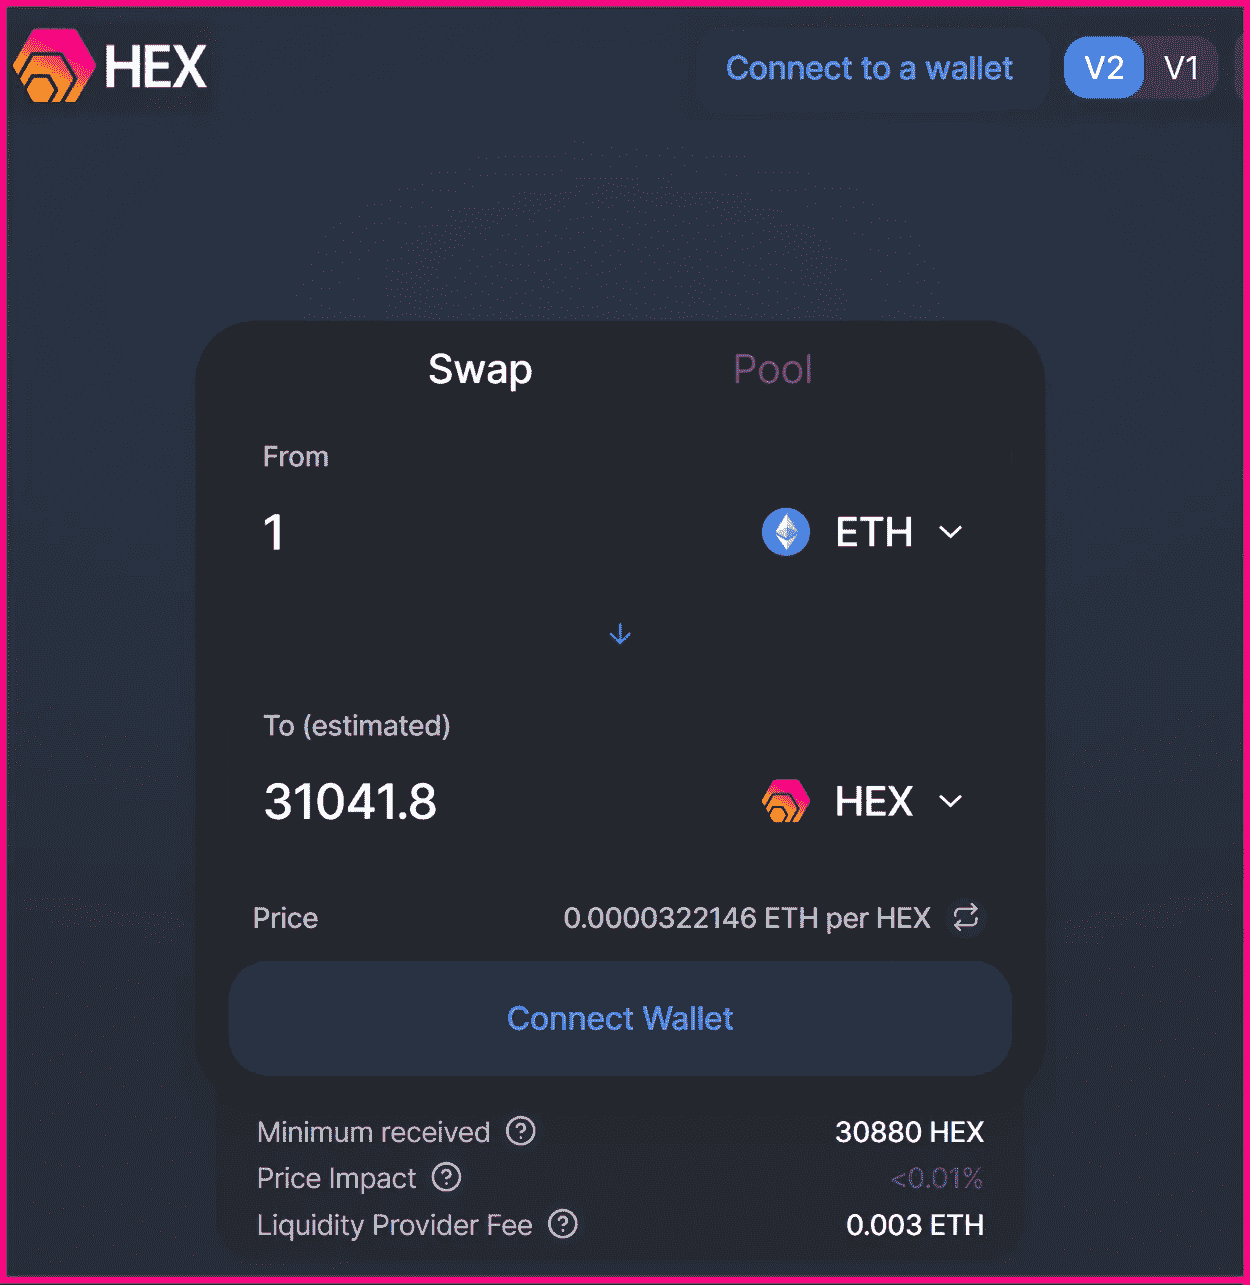 HEX
Connect to a wallet
V2 V1
Swap Pool
From
1 ETH
To (estimated)
31041.8 HEX
Price 0.0000322146 ETH per HEX
Connect Wallet
Minimum received ? 30880 HEX
Price Impact ? <0.01%
Liquidity Provider Fee ? 0.003 ETH